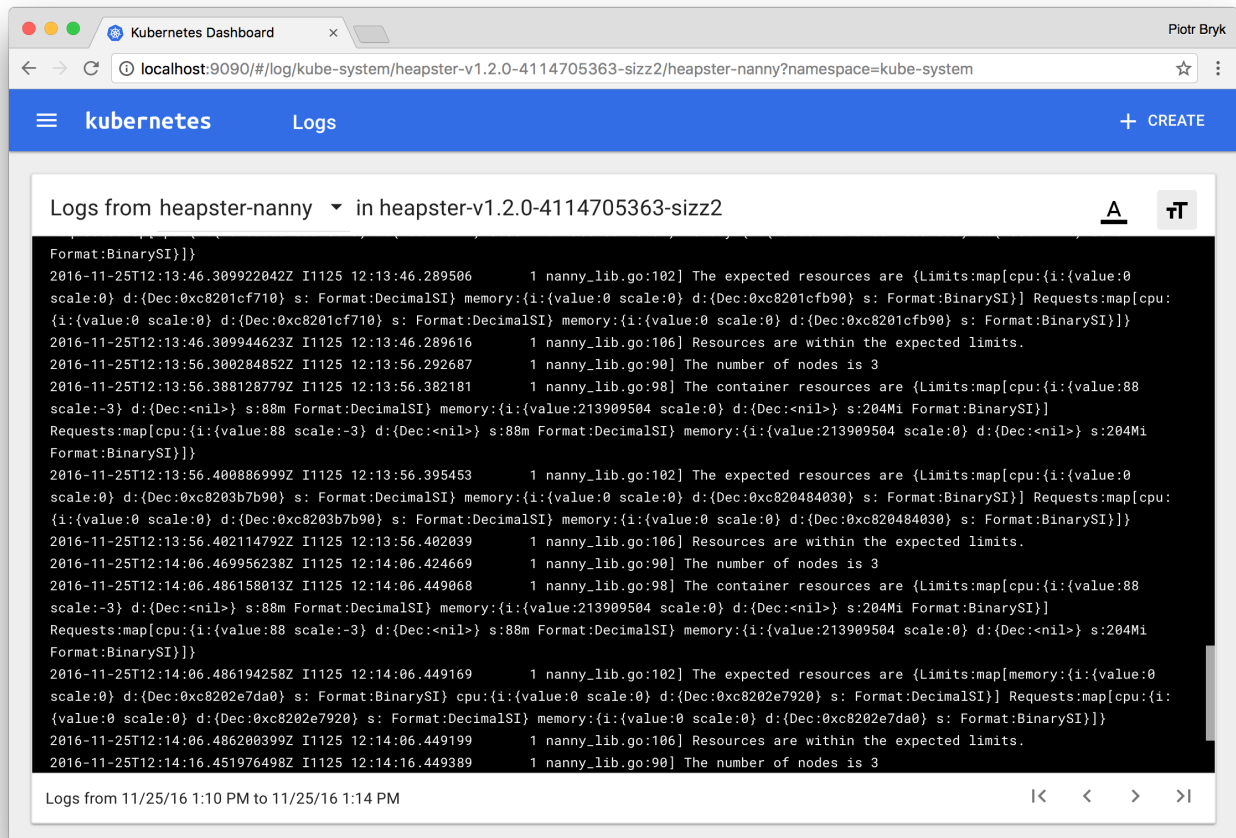 Kubernetes Dashboard
Piotr Bryk
localhost:9090/#/log/kube-system/heapster-v1.2.0-4114705363-sizz2/heapster-nanny?namespace=kube-system
kubernetes Logs + CREATE
Logs from heapster-nanny in heapster-v1.2.0-4114705363-sizz2
Format:BinarySI}]}
2016-11-25T12:13:46.309922042Z I1125 12:13:46.289506 1 nanny_lib.go:102] The expected resources are {Limits:map[cpu:{i:{value:0
scale:0} d:{Dec:0xc8201cf710} s: Format:DecimalSI} memory:{i:{value:0 scale:0} d:{Dec:0xc8201cfb90} s: Format:BinarySI}] Requests:map[cpu:
{i:{value:0 scale:0} d:{Dec:0xc8201cf710} s: Format:DecimalSI} memory:{i:{value:0 scale:0} d:{Dec:0xc8201cfb90} s: Format:BinarySI}]}
2016-11-25T12:13:46.309944623Z I1125 12:13:46.289616 1 nanny_lib.go:106] Resources are within the expected limits.
2016-11-25T12:13:56.300284852Z I1125 12:13:56.292687 1 nanny_lib.go:90] The number of nodes is 3
2016-11-25T12:13:56.388128779Z I1125 12:13:56.382181 1 nanny_lib.go:98] The container resources are {Limits:map[cpu:{i:{value:88
scale:-3} d:{Dec:<nil>} s:88m Format:DecimalSI} memory:{i:{value:213909504 scale:0} d:{Dec:<nil>} s:204Mi Format:BinarySI}]
Requests:map[cpu:{i:{value:88 scale:-3} d:{Dec:<nil>} s:88m Format:DecimalSI} memory:{i:{value:213909504 scale:0} d:{Dec:<nil>} s:204Mi
Format:BinarySI}]}
2016-11-25T12:13:56.400886999Z I1125 12:13:56.395453 1 nanny_lib.go:102] The expected resources are {Limits:map[cpu:{i:{value:0
scale:0} d:{Dec:0xc8203b7b90} s: Format:DecimalSI} memory:{i:{value:0 scale:0} d:{Dec:0xc820484030} s: Format:BinarySI}] Requests:map[cpu:
{i:{value:0 scale:0} d:{Dec:0xc8203b7b90} s: Format:DecimalSI} memory:{i:{value:0 scale:0} d:{Dec:0xc820484030} s: Format:BinarySI}]}
2016-11-25T12:13:56.402114792Z I1125 12:13:56.402039 1 nanny_lib.go:106] Resources are within the expected limits.
2016-11-25T12:14:06.469956238Z I1125 12:14:06.424669 1 nanny_lib.go:90] The number of nodes is 3
2016-11-25T12:14:06.486158013Z I1125 12:14:06.449068 1 nanny_lib.go:98] The container resources are {Limits:map[cpu:{i:{value:88
scale:-3} d:{Dec:<nil>} s:88m Format:DecimalSI} memory:{i:{value:213909504 scale:0} d:{Dec:<nil>} s:204Mi Format:BinarySI}]
Requests:map[cpu:{i:{value:88 scale:-3} d:{Dec:<nil>} s:88m Format:DecimalSI} memory:{i:{value:213909504 scale:0} d:{Dec:<nil>} s:204Mi
Format:BinarySI}]}
2016-11-25T12:14:06.486194258Z I1125 12:14:06.449169 1 nanny_lib.go:102] The expected resources are {Limits:map[memory:{i:{value:0
scale:0} d:{Dec:0xc8202e7da0} s: Format:BinarySI} cpu:{i:{value:0 scale:0} d:{Dec:0xc8202e7920} s: Format:DecimalSI}] Requests:map[cpu:{i:
{value:0 scale:0} d:{Dec:0xc8202e7920} s: Format:DecimalSI} memory:{i:{value:0 scale:0} d:{Dec:0xc8202e7da0} s: Format:BinarySI}]}
2016-11-25T12:14:06.486200399Z I1125 12:14:06.449199 1 nanny_lib.go:106] Resources are within the expected limits.
2016-11-25T12:14:16.451976498Z I1125 12:14:16.449389 1 nanny_lib.go:90] The number of nodes is 3
Logs from 11/25/16 1:10 PM to 11/25/16 1:14 PM